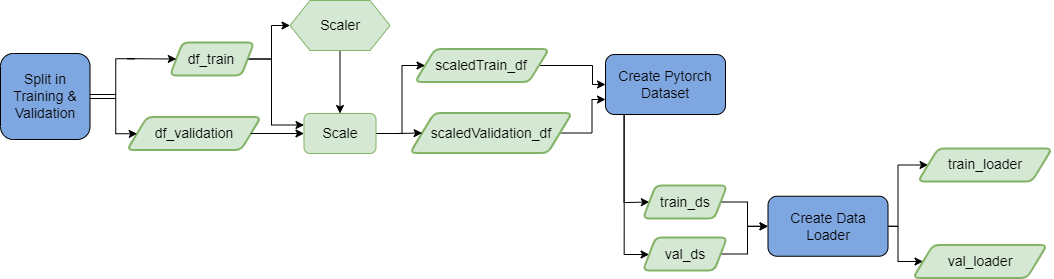 Split in
Training &
Validation
df_train
df_validation
Scaler
Scale
scaledTrain_df
scaledValidation_df
Create Pytorch
Dataset
train_ds
val_ds
Create Data
Loader
train_loader
val_loader